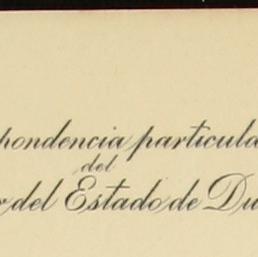 pondencia particula
del
r del Estado de Du